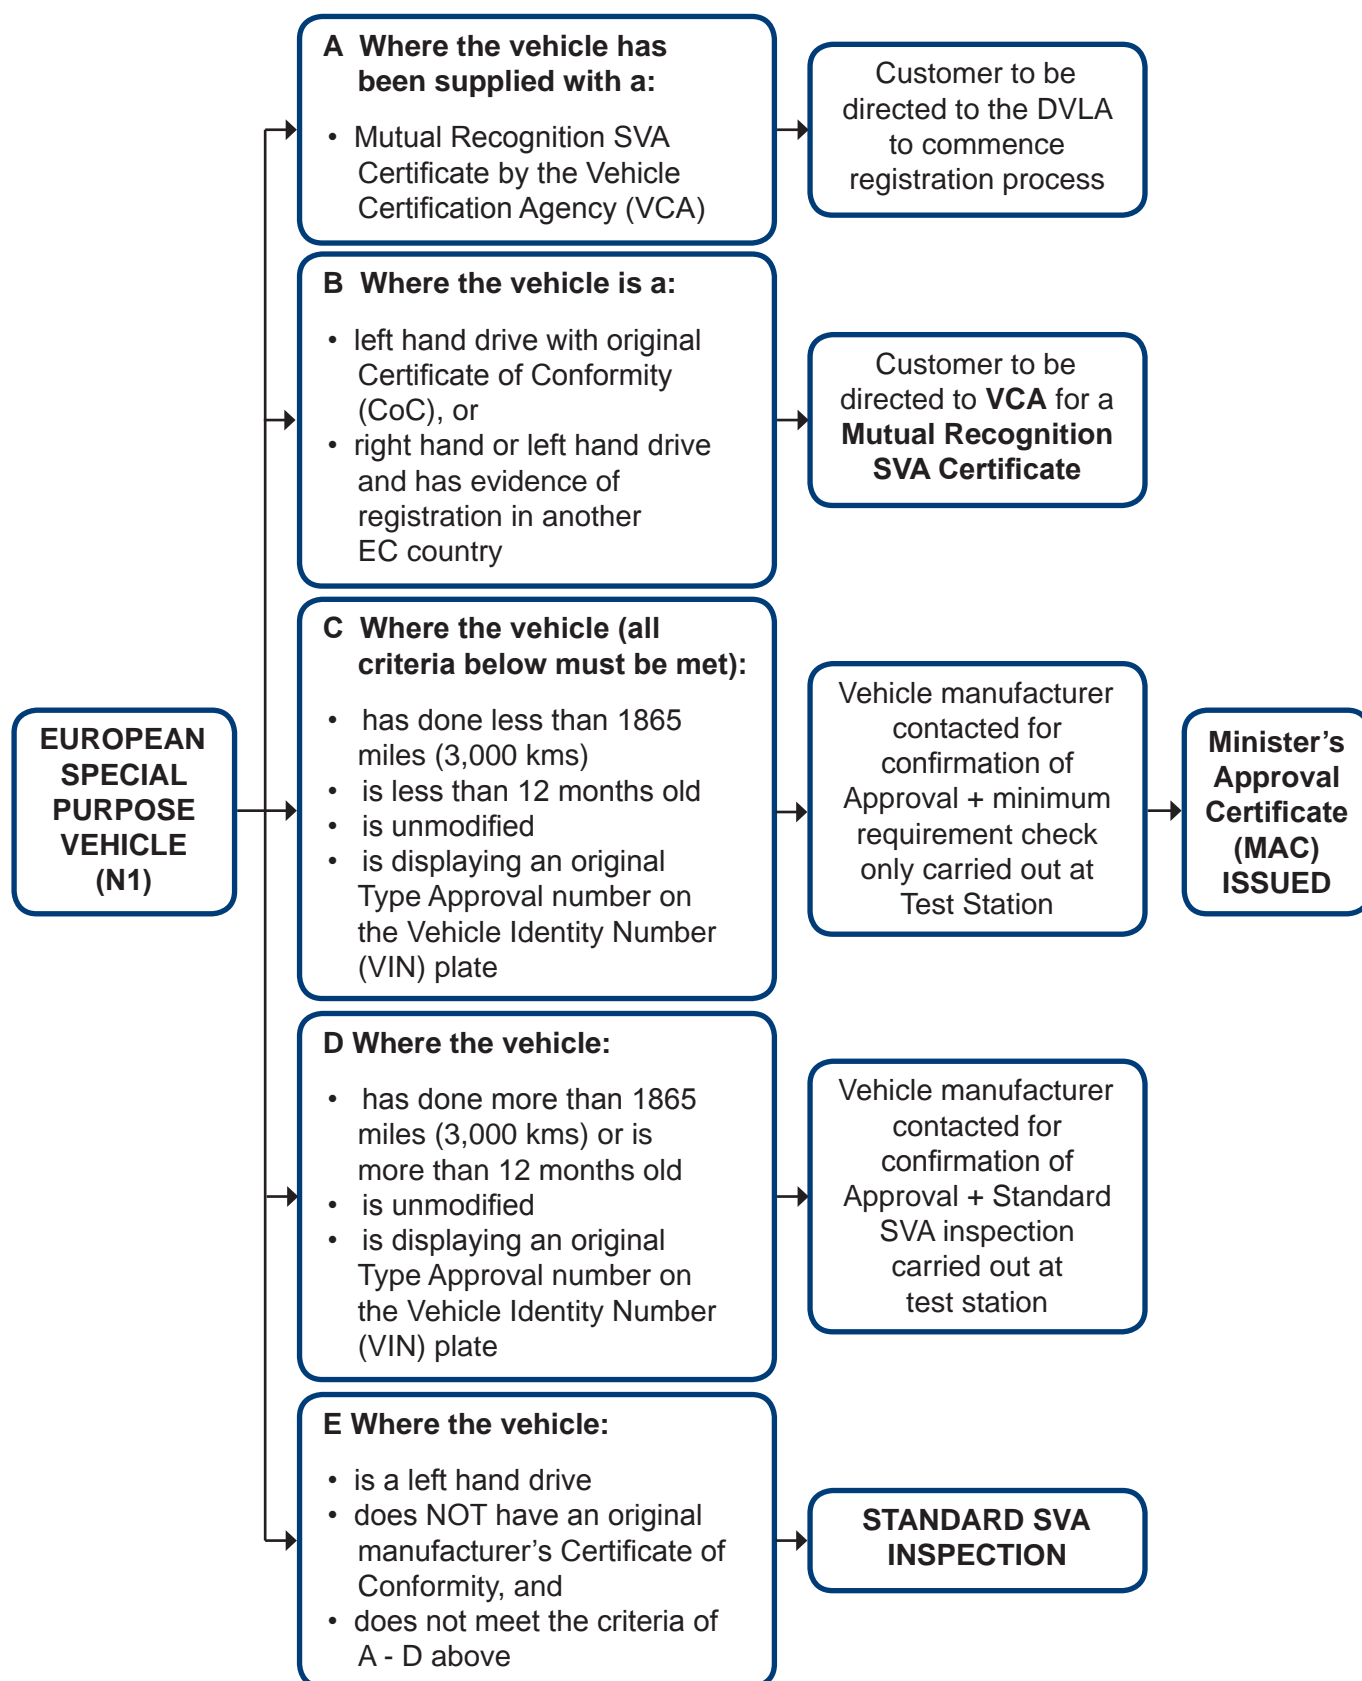 A Where the vehicle has
been supplied with a:
• Mutual Recognition SVA
Certificate by the Vehicle
Certification Agency (VCA)
Customer to be
directed to the DVLA
to commence
registration process
B Where the vehicle is a:
• left hand drive with original
Certificate of Conformity
(CoC), or
• right hand or left hand drive
and has evidence of
registration in another
EC country
Customer to be
directed to VCA for a
Mutual Recognition
SVA Certificate
EUROPEAN
SPECIAL
PURPOSE
VEHICLE
(N1)
C Where the vehicle (all
criteria below must be met):
• has done less than 1865
miles (3,000 kms)
• is less than 12 months old
• is unmodified
• is displaying an original
Type Approval number on
the Vehicle Identity Number
(VIN) plate
Vehicle manufacturer
contacted for
confirmation of
Approval + minimum
requirement check
only carried out at
Test Station
Minister’s
Approval
Certificate
(MAC)
ISSUED
D Where the vehicle:
• has done more than 1865
miles (3,000 kms) or is
more than 12 months old
• is unmodified
• is displaying an original
Type Approval number on
the Vehicle Identity Number
(VIN) plate
Vehicle manufacturer
contacted for
confirmation of
Approval + Standard
SVA inspection
carried out at
test station
E Where the vehicle:
• is a left hand drive
• does NOT have an original
manufacturer’s Certificate of
Conformity, and
• does not meet the criteria of
A - D above
STANDARD SVA
INSPECTION